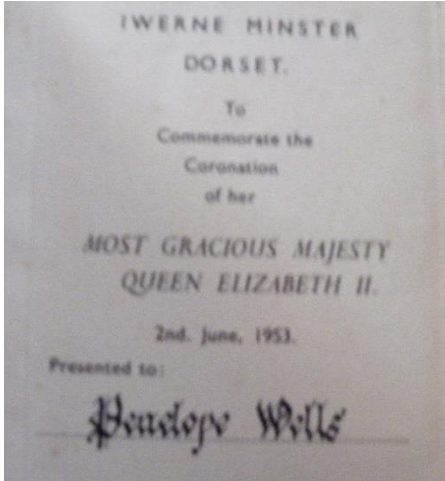 IWERNE MINSTER
DORSET.
To
Commemorate the
Coronation
of her
MOST GRACIOUS MAJESTY
QUEEN ELIZABETH II.
2nd. June, 1953.
Presented to:
Penelope Wells